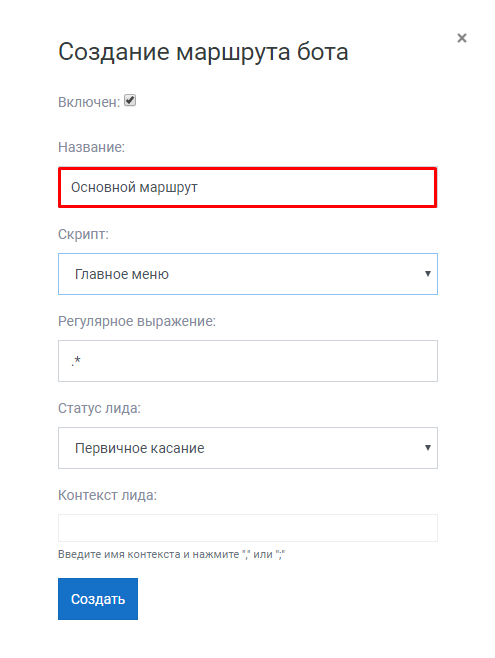 Создание маршрута бота
×
Включен:
Название:
Основной маршрут
Скрипт:
Главное меню
Регулярное выражение:
.*
Статус лида:
Первичное касание
Контекст лида:
Введите имя контекста и нажмите "," или ";"
Создать